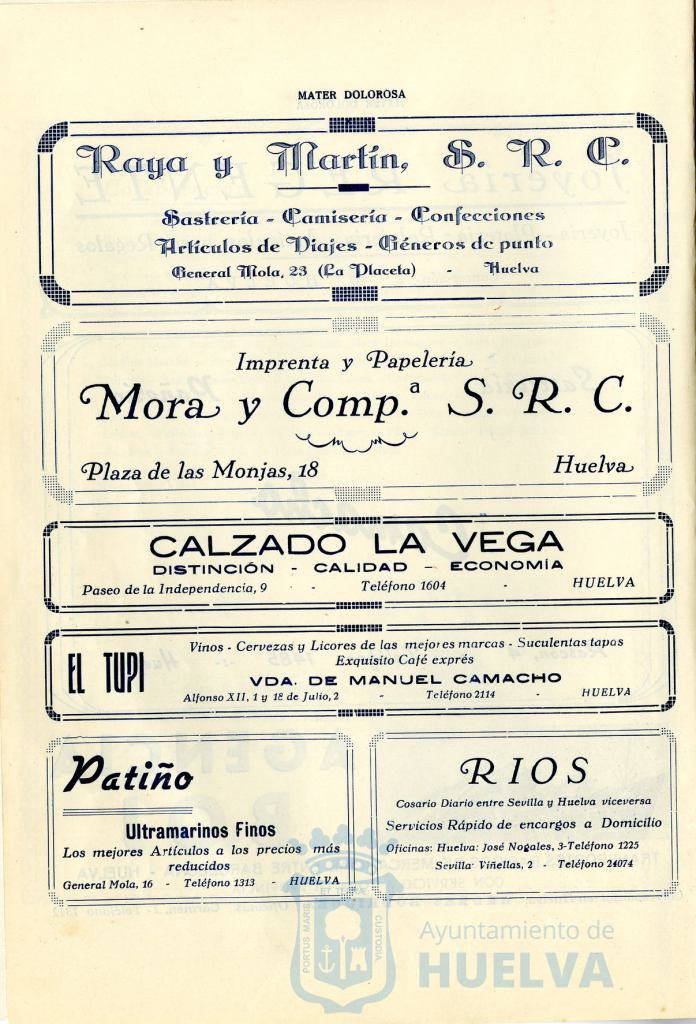 MATER DOLOROSA
Raya y Martín, S. R. C.
Sastrería - Camisería - Confecciones
Artículos de Viajes - Géneros de punto
General Mola, 23 (La Placeta) - Huelva
Imprenta y Papelería
Mora y Comp.ª S. R. C.
Plaza de las Monjas, 18 Huelva
CALZADO LA VEGA
DISTINCIÓN - CALIDAD - ECONOMÍA
Paseo de la Independencia, 9 - Teléfono 1604 - HUELVA
EL TUPI
Vinos - Cervezas y Licores de las mejores marcas - Suculentas tapas
Exquisito Café exprés
VDA. DE MANUEL CAMACHO
Alfonso XII, 1 y 18 de Julio, 2 - Teléfono 2114 - HUELVA
Patiño
Ultramarinos Finos
Los mejores Artículos a los precios más
reducidos
General Mola, 16 - Teléfono 1313 - HUELVA
RIOS
Cosario Diario entre Sevilla y Huelva viceversa
Servicios Rápido de encargos a Domicilio
Oficinas: Huelva: José Nogales, 3-Teléfono 1225
Sevilla: Viñellas, 2 - Teléfono 24074
PORTUS MARIS
CUSTODIA
Ayuntamiento de
HUELVA